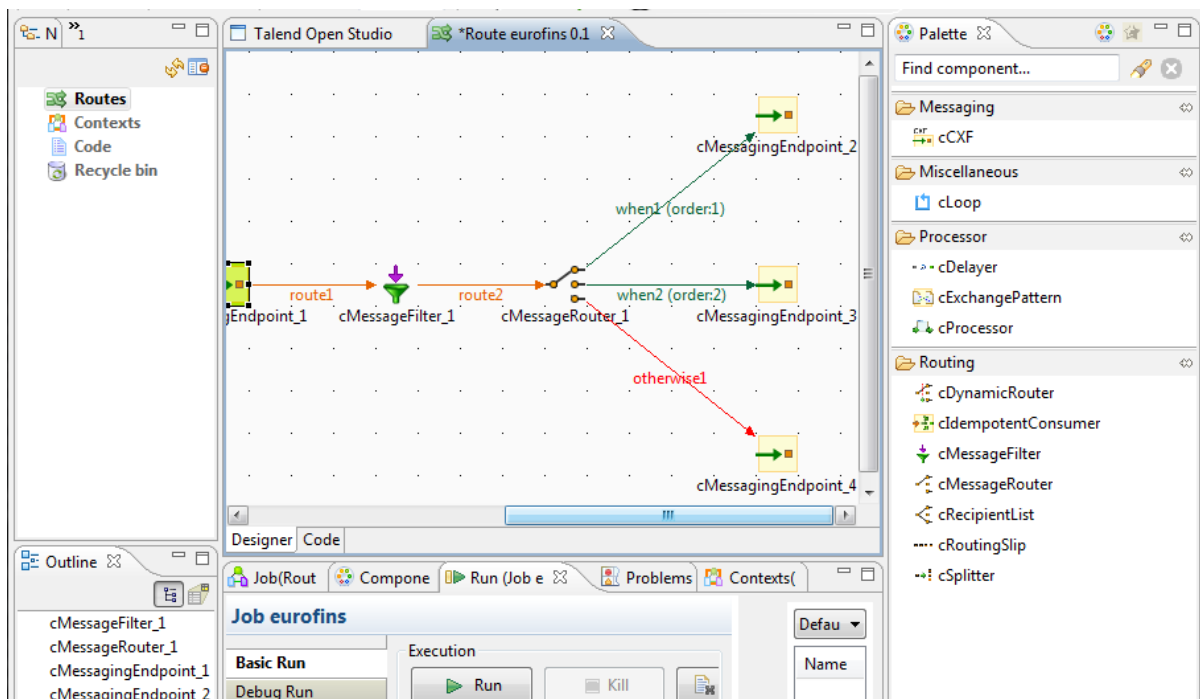 N
»1
Routes
Contexts
Code
Recycle bin
Talend Open Studio
*Route eurofins 0.1
cMessagingEndpoint_2
when1 (order:1)
route1
route2
when2 (order:2)
gEndpoint_1
cMessageFilter_1
cMessageRouter_1
cMessagingEndpoint_3
otherwise1
cMessagingEndpoint_4
Designer
Code
Palette
Find component...
Messaging
CXF
cCXF
Miscellaneous
cLoop
Processor
cDelayer
cExchangePattern
cProcessor
Routing
cDynamicRouter
cIdempotentConsumer
cMessageFilter
cMessageRouter
cRecipientList
cRoutingSlip
cSplitter
Outline
cMessageFilter_1
cMessageRouter_1
cMessagingEndpoint_1
cMessagingEndpoint_2
Job(Rout
Compone
Run (Job e
Problems
Contexts(
Job eurofins
Basic Run
Debug Run
Execution
Run
Kill
Defau
Name